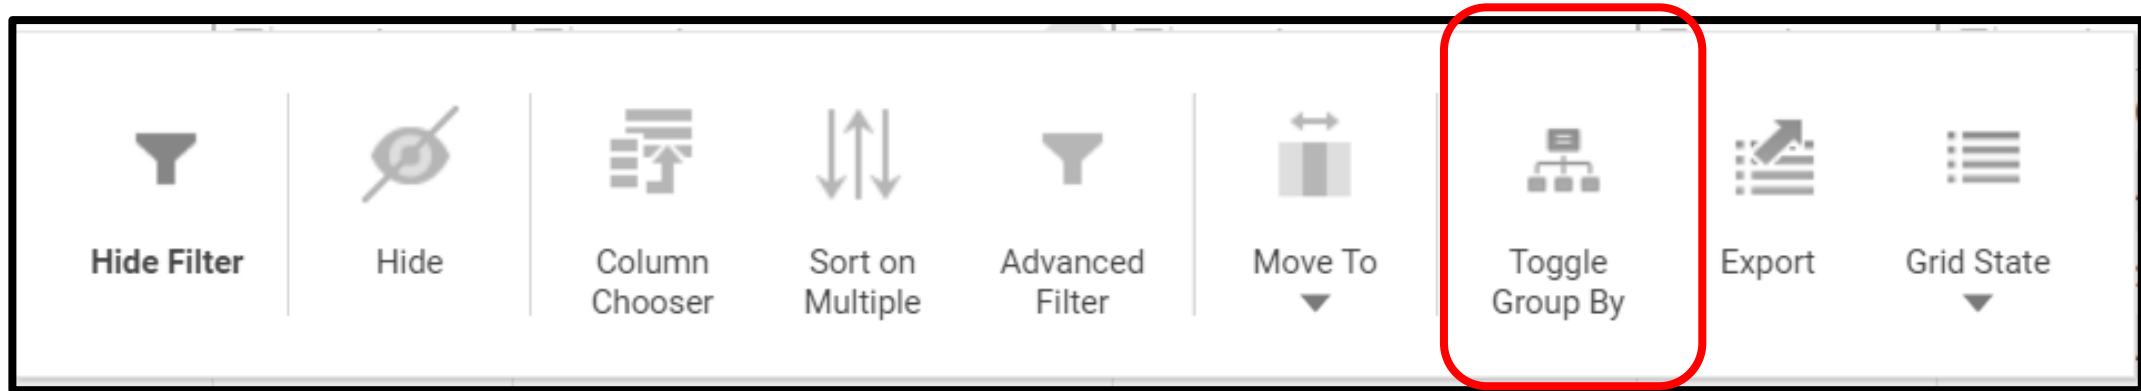 Hide Filter
Hide
Column
Chooser
Sort on
Multiple
Advanced
Filter
Move To
Toggle
Group By
Export
Grid State